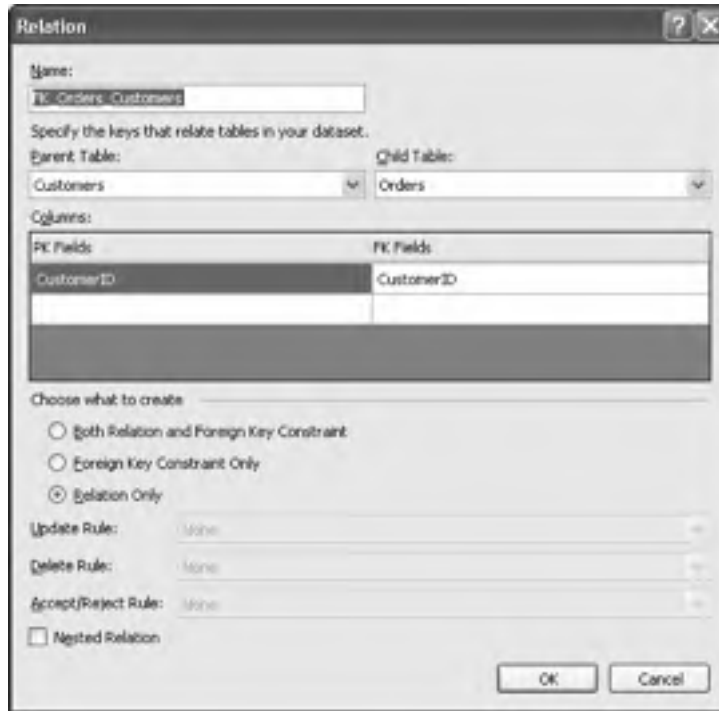 Relation
Name:
FK_Orders_Customers
Specify the keys that relate tables in your dataset.
Parent Table: Child Table:
Customers Orders
Columns:
PK Fields FK Fields
CustomerID CustomerID
Choose what to create
Both Relation and Foreign Key Constraint
Foreign Key Constraint Only
Relation Only
Update Rule: None
Delete Rule: None
Accept/Reject Rule: None
Nested Relation
OK Cancel